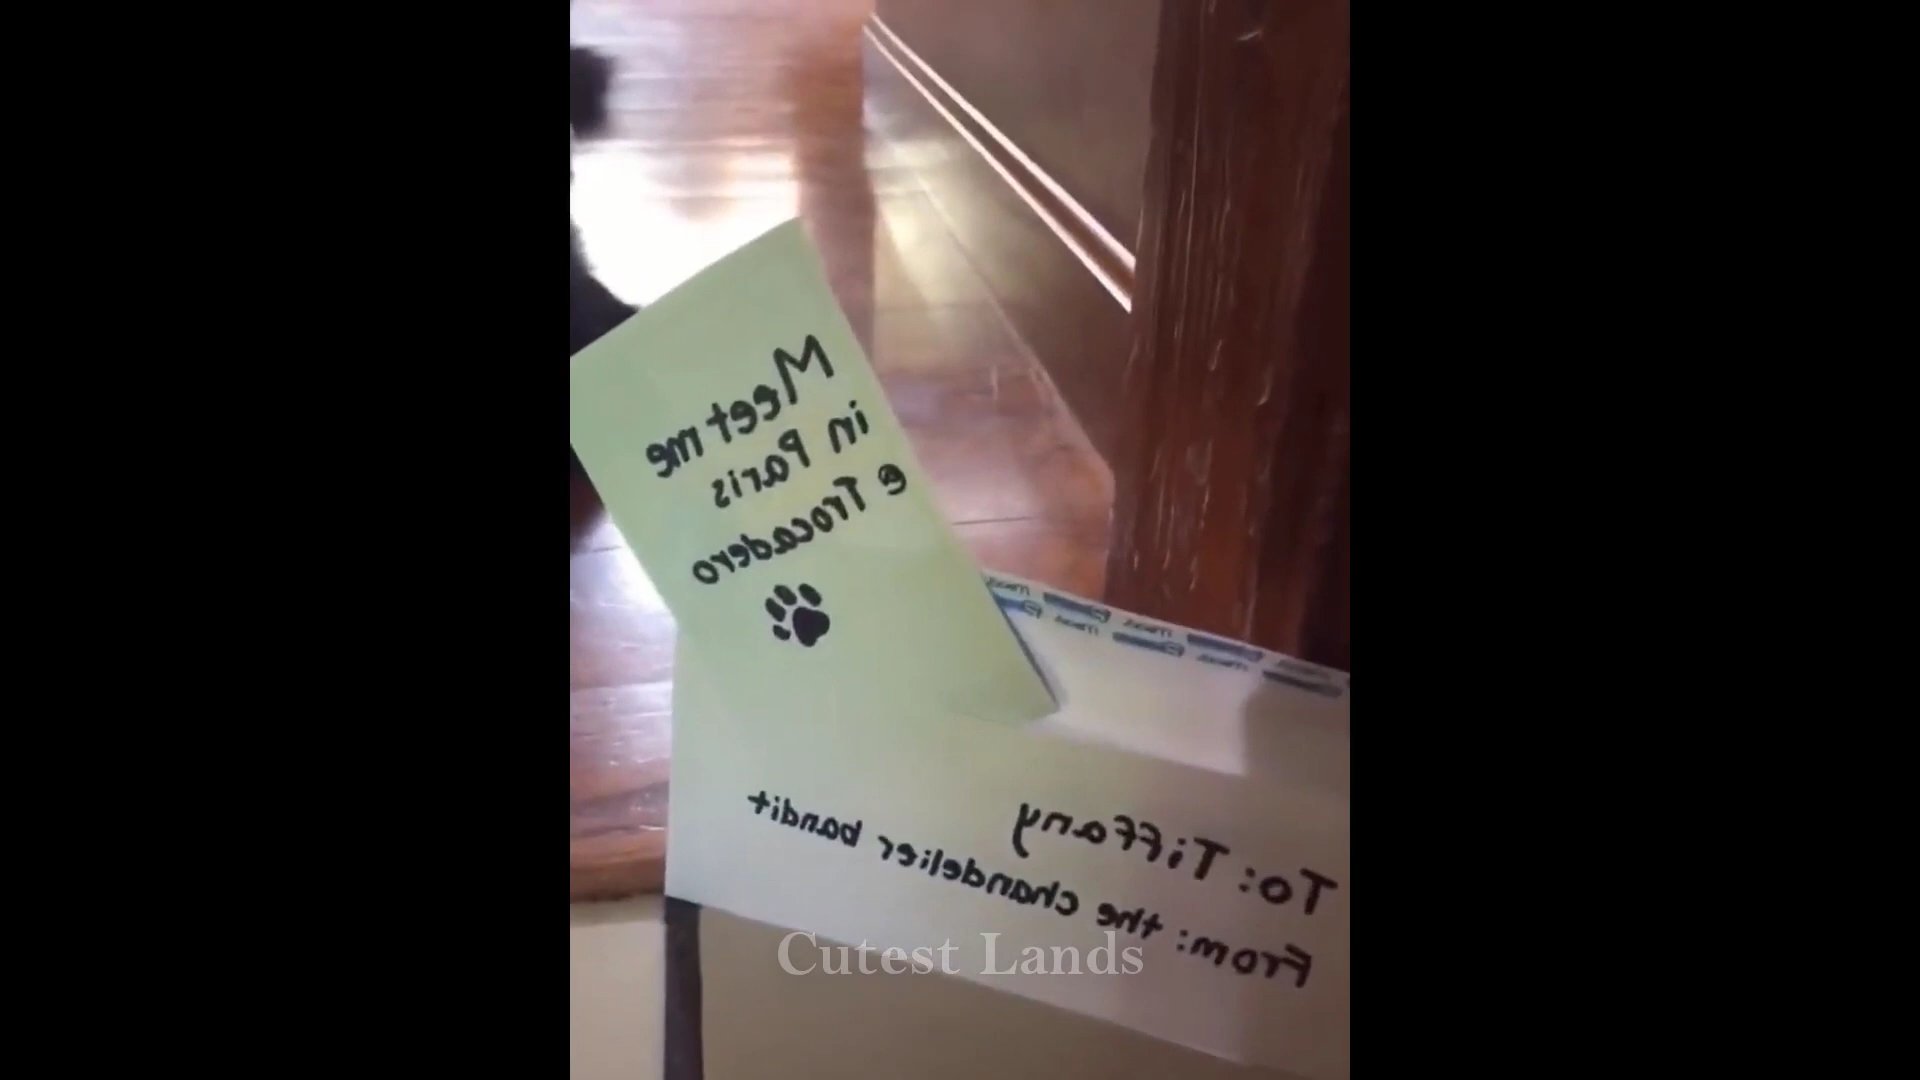 Meet me
in Paris
@ Trocadero
To: Tiffany
From: the chandelier bandit
Cutest Lands